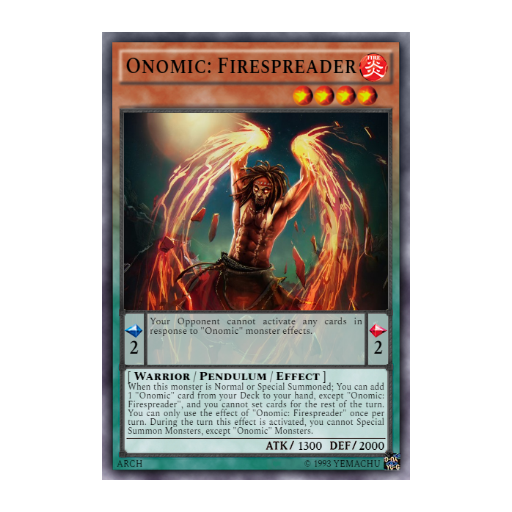 ONOMIC: FIRESPREADER
FIRE
炎
Your Opponent cannot activate any cards in
response to "Onomic" monster effects.
2
2
[ WARRIOR / PENDULUM / EFFECT ]
When this monster is Normal or Special Summoned; You can add
1 "Onomic" card from your Deck to your hand, except "Onomic:
Firespreader", and you cannot set cards for the rest of the turn.
You can only use the effect of "Onomic: Firespreader" once per
turn. During the turn this effect is activated, you cannot Special
Summon Monsters, except "Onomic" Monsters.
ATK / 1300 DEF / 2000
ARCH
© 1993 YEMACHU